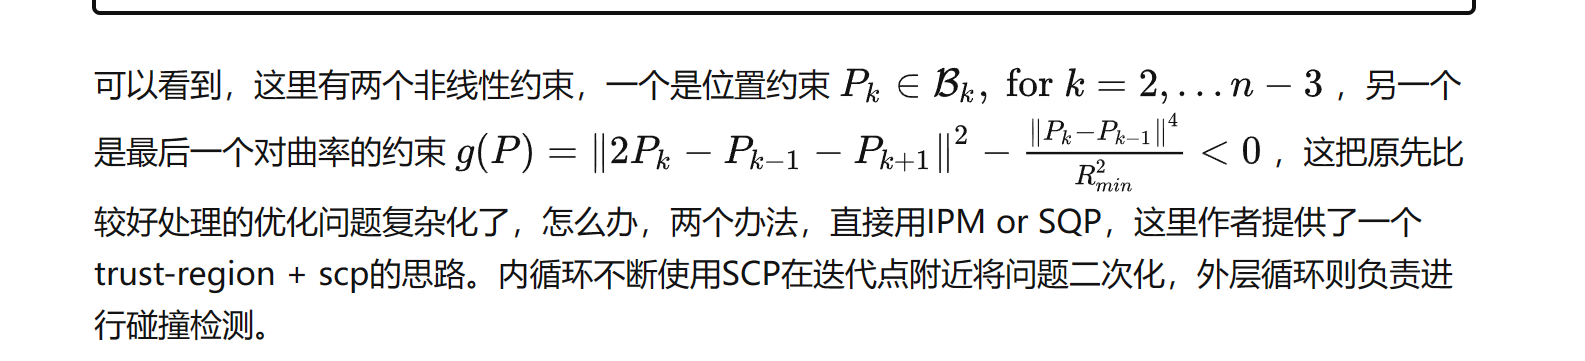 可以看到，这里有两个非线性约束，一个是位置约束 $P_k \in \mathcal{B}_k, \text{ for } k = 2, \ldots n-3$ ，另一个
是最后一个对曲率的约束 $g(P) = \|2P_k - P_{k-1} - P_{k+1}\|^2 - \frac{\|P_k - P_{k-1}\|^4}{R_{min}^2} < 0$ ，这把原先比
较好处理的优化问题复杂化了，怎么办，两个办法，直接用IPM or SQP，这里作者提供了一个
trust-region + scp的思路。内循环不断使用SCP在迭代点附近将问题二次化，外层循环则负责进
行碰撞检测。